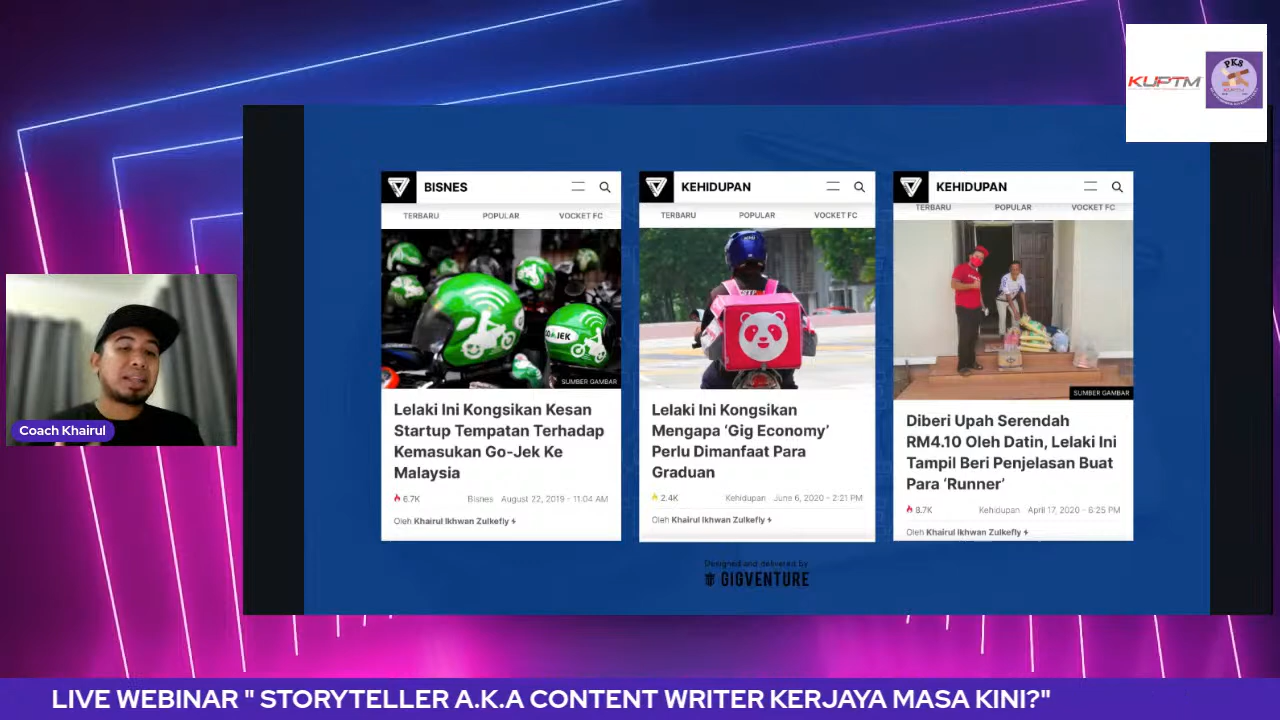 KUPTM
PKS
KUPTM
BISNES
TERBARU POPULAR VOCKET FC
GO-JEK
SUMBER GAMBAR
Lelaki Ini Kongsikan Kesan
Startup Tempatan Terhadap
Kemasukan Go-Jek Ke
Malaysia
6.7K Bisnes August 22, 2019 - 11:04 AM
Oleh Khairul Ikhwan Zulkefly
KEHIDUPAN
TERBARU POPULAR VOCKET FC
Lelaki Ini Kongsikan
Mengapa ‘Gig Economy’
Perlu Dimanfaat Para
Graduan
2.4K Kehidupan June 6, 2020 - 2:21 PM
Oleh Khairul Ikhwan Zulkefly
KEHIDUPAN
TERBARU POPULAR VOCKET FC
SUMBER GAMBAR
Diberi Upah Serendah
RM4.10 Oleh Datin, Lelaki Ini
Tampil Beri Penjelasan Buat
Para ‘Runner’
8.7K Kehidupan April 17, 2020 - 6:25 PM
Oleh Khairul Ikhwan Zulkefly
Coach Khairul
Designed and delivered by
GIGVENTURE
LIVE WEBINAR " STORYTELLER A.K.A CONTENT WRITER KERJAYA MASA KINI?"